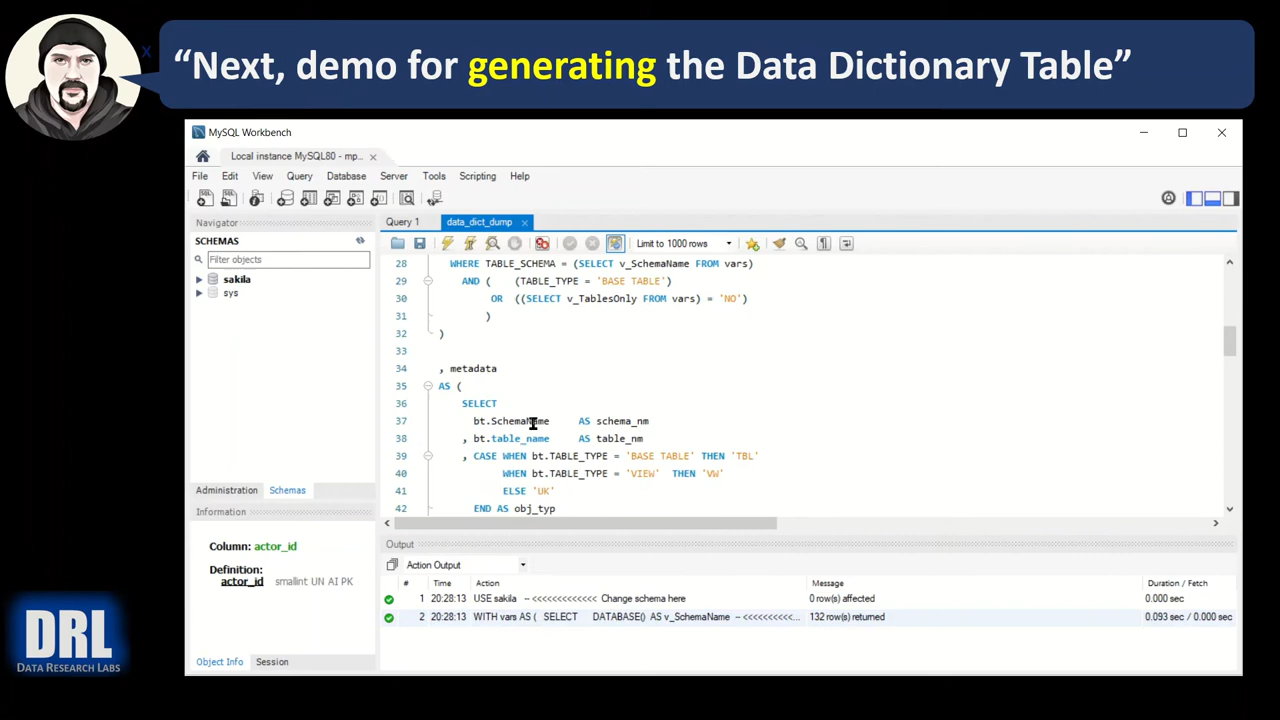 “Next, demo for generating the Data Dictionary Table”
X
MySQL Workbench
Local instance MySQL80 - mp...
File Edit View Query Database Server Tools Scripting Help
Navigator
SCHEMAS
Filter objects
sakila
sys
Administration Schemas
Information
Column: actor_id
Definition:
actor_id smallint UN AI PK
Object Info Session
Query 1 data_dict_dump
Limit to 1000 rows
28 WHERE TABLE_SCHEMA = (SELECT v_SchemaName FROM vars)
29 AND ( (TABLE_TYPE = 'BASE TABLE')
30 OR ((SELECT v_TablesOnly FROM vars) = 'NO')
31 )
32 )
33
34 , metadata
35 AS (
36 SELECT
37 bt.SchemaName AS schema_nm
38 , bt.table_name AS table_nm
39 , CASE WHEN bt.TABLE_TYPE = 'BASE TABLE' THEN 'TBL'
40 WHEN bt.TABLE_TYPE = 'VIEW' THEN 'VW'
41 ELSE 'UK'
42 END AS obj_typ
Output
Action Output
# Time Action Message Duration / Fetch
1 20:28:13 USE sakila -- <<<<<<<<<<<<< Change schema here 0 row(s) affected 0.000 sec
2 20:28:13 WITH vars AS ( SELECT DATABASE() AS v_SchemaName -- <<<<<<<<<<<... 132 row(s) returned 0.093 sec / 0.000 sec
DRL
DATA RESEARCH LABS